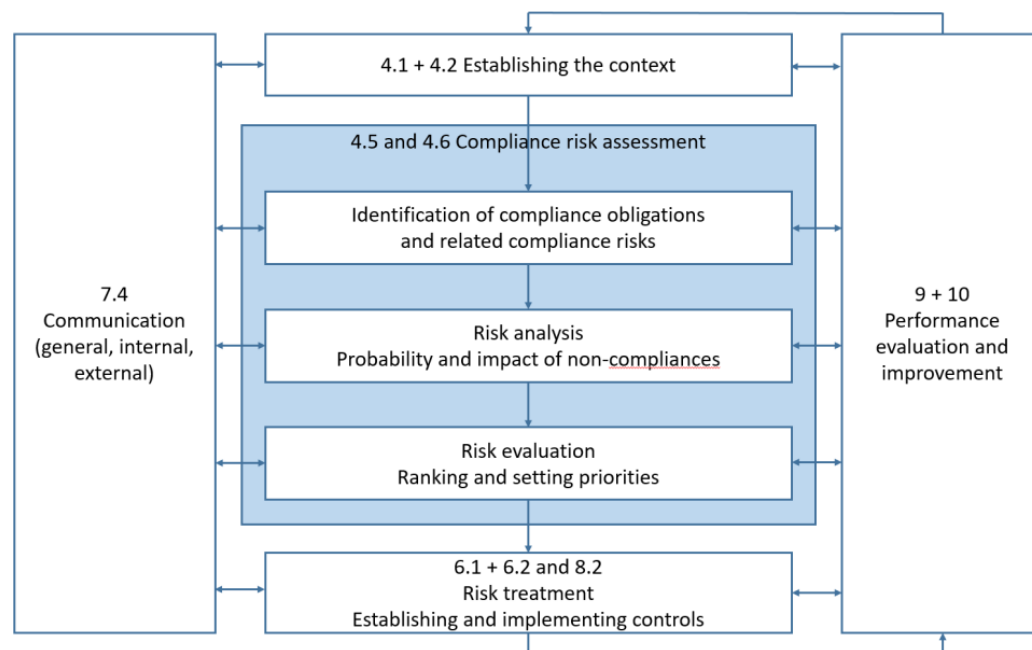 4.1 + 4.2 Establishing the context
4.5 and 4.6 Compliance risk assessment
Identification of compliance obligations
and related compliance risks
7.4
Communication
(general, internal,
external)
Risk analysis
Probability and impact of non-compliances
9 + 10
Performance
evaluation and
improvement
Risk evaluation
Ranking and setting priorities
6.1 + 6.2 and 8.2
Risk treatment
Establishing and implementing controls